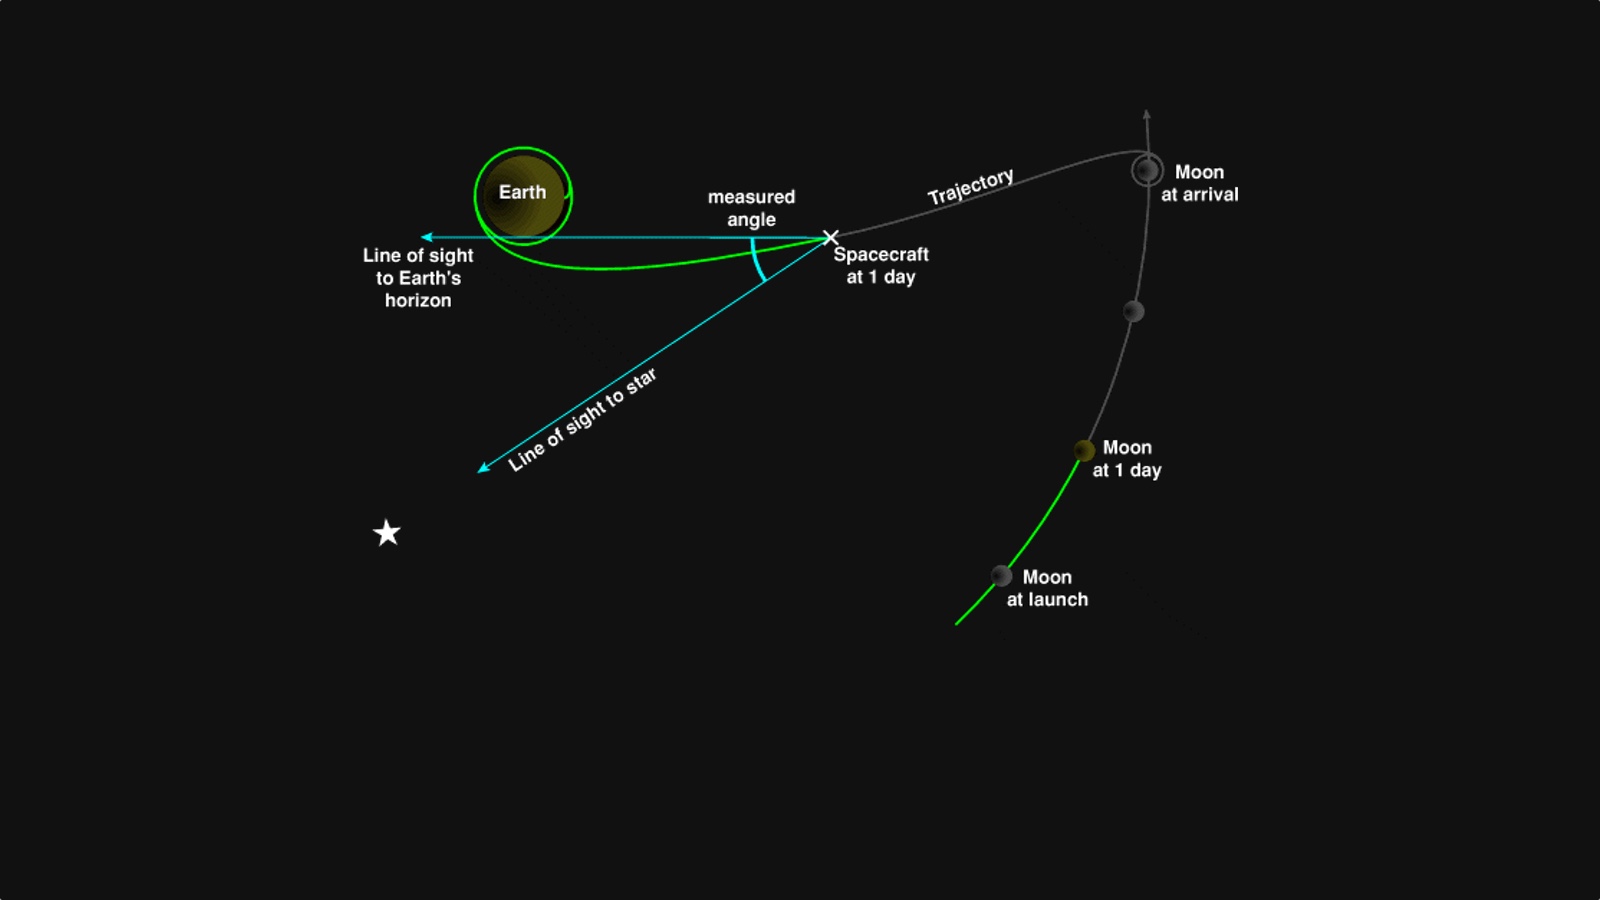 Earth
measured
angle
Trajectory
Moon
at arrival
Line of sight
to Earth's
horizon
Spacecraft
at 1 day
Line of sight to star
Moon
at 1 day
Moon
at launch